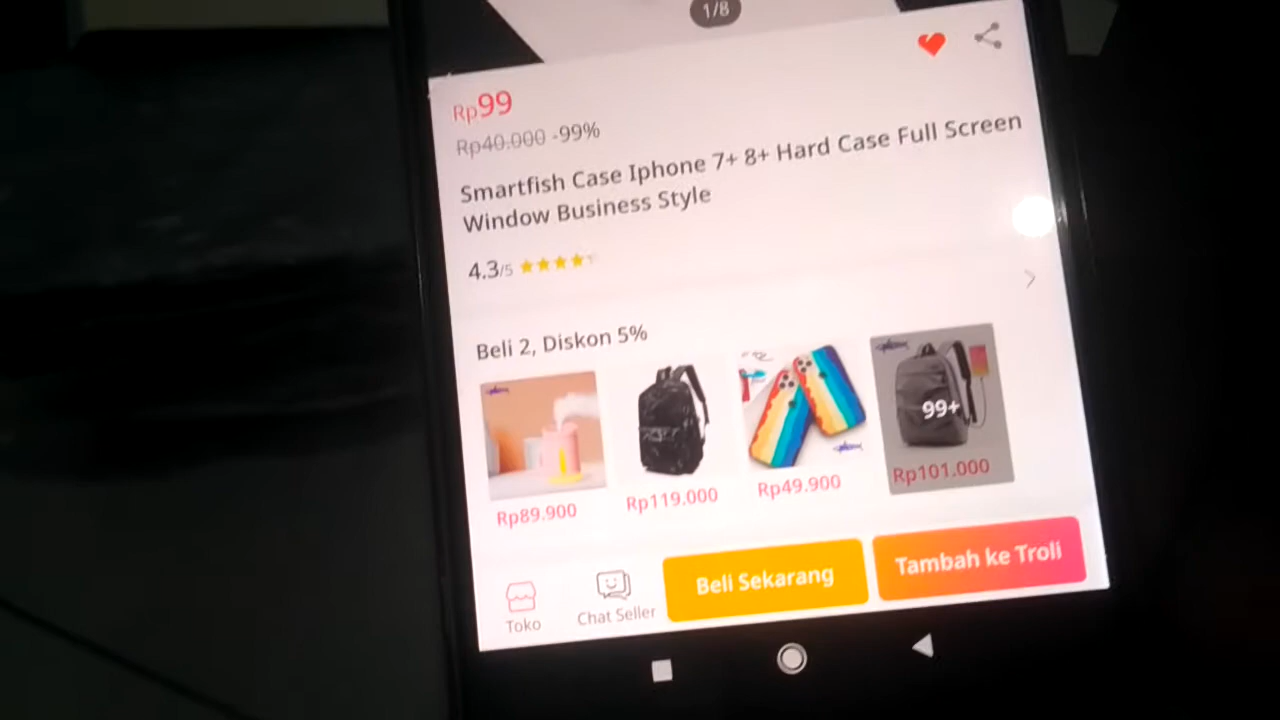 1/8
Rp99
Rp40.000 -99%
Smartfish Case Iphone 7+ 8+ Hard Case Full Screen
Window Business Style
4.3/5
Beli 2, Diskon 5%
99+
Rp89.900
Rp119.000
Rp49.900
Rp101.000
Toko
Chat Seller
Beli Sekarang
Tambah ke Troli